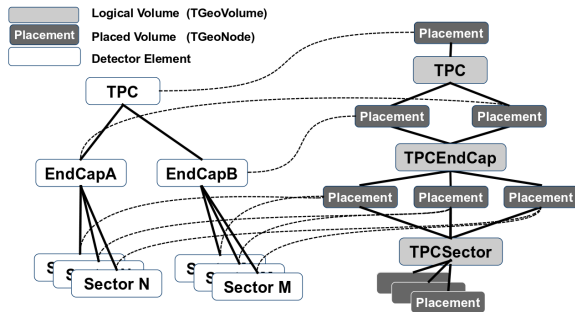 Logical Volume (TGeoVolume)
Placement
Placed Volume (TGeoNode)
Detector Element
Placement
TPC
TPC
Placement
Placement
TPCEndCap
EndCapA
EndCapB
Placement
Placement
Placement
TPCSector
S
S
Sector N
S
S
Sector M
Placement